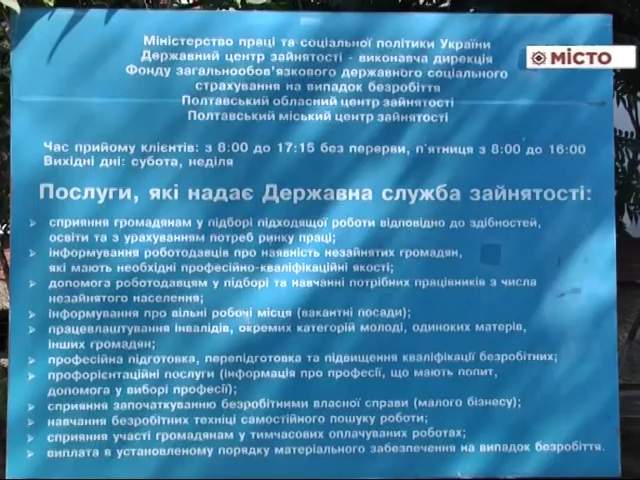 Міністерство праці та соціальної політики України
Державний центр зайнятості - виконавча дирекція
Фонду загальнообов'язкового державного соціального
страхування на випадок безробіття
Полтавський обласний центр зайнятості
Полтавський міський центр зайнятості
МІСТО
Час прийому клієнтів: з 8:00 до 17:15 без перерви, п'ятниця з 8:00 до 16:00
Вихідні дні: субота, неділя
Послуги, які надає Державна служба зайнятості:
➢ сприяння громадянам у підборі підходящої роботи відповідно до здібностей,
освіти та з урахуванням потреб ринку праці;
➢ інформування роботодавців про наявність незайнятих громадян,
які мають необхідні професійно-кваліфікаційні якості;
➢ допомога роботодавцям у підборі та навчанні потрібних працівників з числа
незайнятого населення;
➢ інформування про вільні робочі місця (вакантні посади);
➢ працевлаштування інвалідів, окремих категорій молоді, одиноких матерів,
інших громадян;
➢ професійна підготовка, перепідготовка та підвищення кваліфікації безробітних;
➢ профорієнтаційні послуги (інформація про професії, що мають попит,
допомога у виборі професії);
➢ сприяння започаткуванню безробітними власної справи (малого бізнесу);
➢ навчання безробітних техніці самостійного пошуку роботи;
➢ сприяння участі громадянам у тимчасових оплачуваних роботах;
➢ виплата в установленому порядку матеріального забезпечення на випадок безробіття.